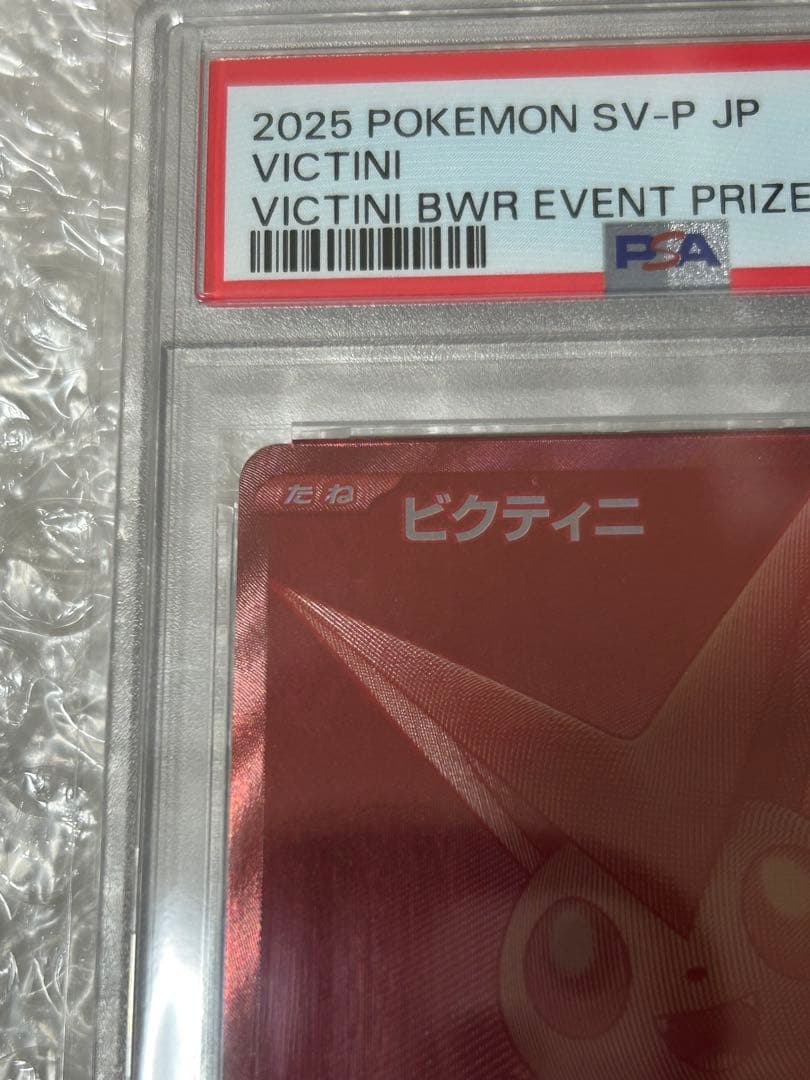 2025 POKEMON SV-P JP
VICTINI
VICTINI BWR EVENT PRIZE
PSA
たね ビクティニ